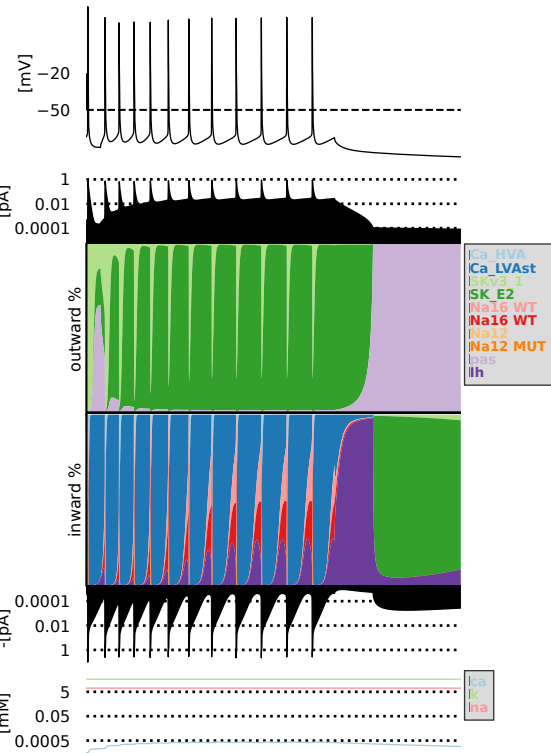 [mV]
−20
−50
[pA]
1
0.01
0.0001
outward %
Ca_HVA
Ca_LVAst
SKv3_1
SK_E2
Na16 WT
Na16 WT
Na12
Na12 MUT
pas
Ih
inward %
-[pA]
0.0001
0.01
1
[mM]
5
0.05
0.0005
ca
k
na